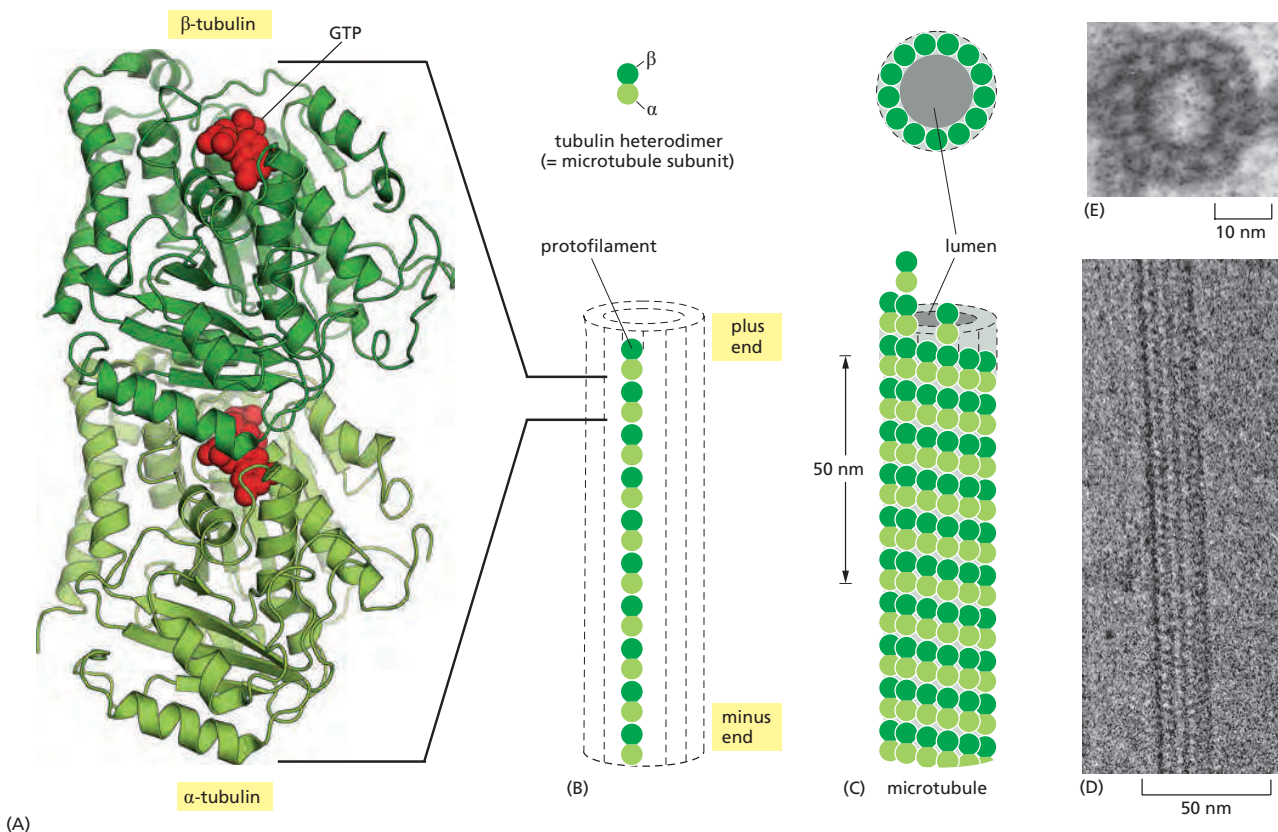 β-tubulin
GTP
α-tubulin
(A)
β
α
tubulin heterodimer
(= microtubule subunit)
protofilament
plus
end
minus
end
(B)
lumen
50 nm
(C)
microtubule
(E)
10 nm
(D)
50 nm